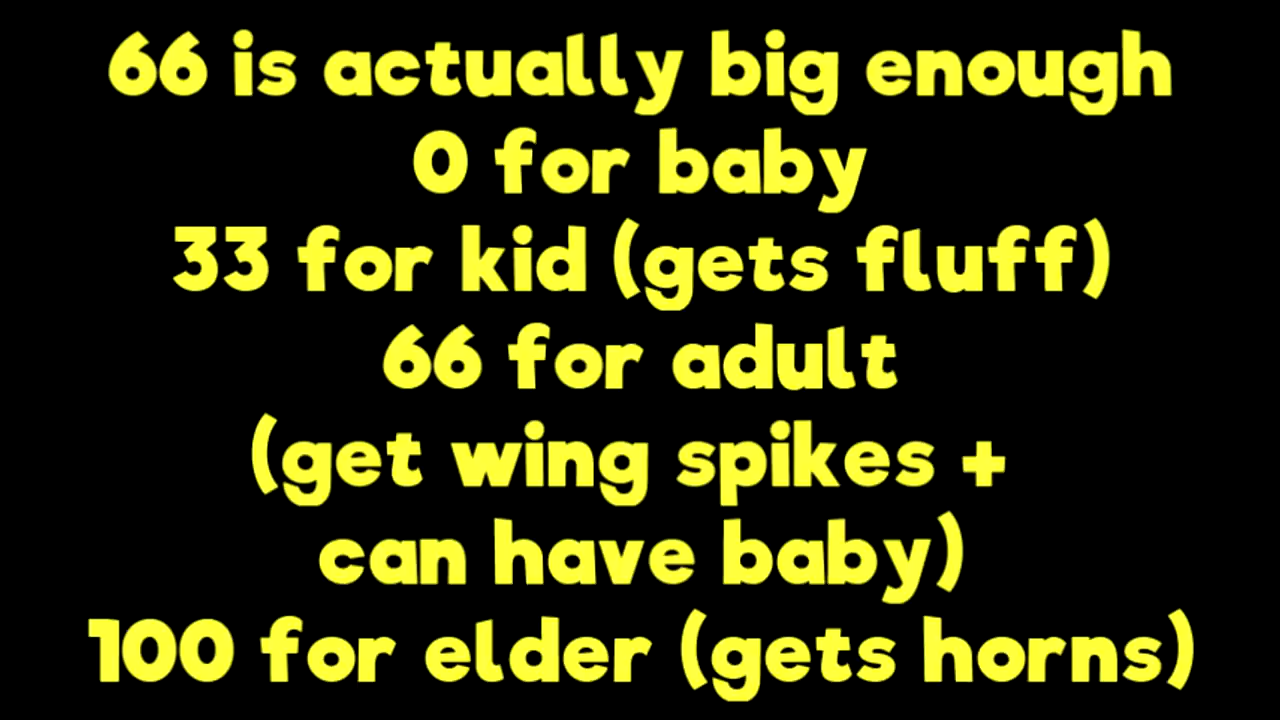 66 is actually big enough
0 for baby
33 for kid (gets fluff)
66 for adult
(get wing spikes +
can have baby)
100 for elder (gets horns)